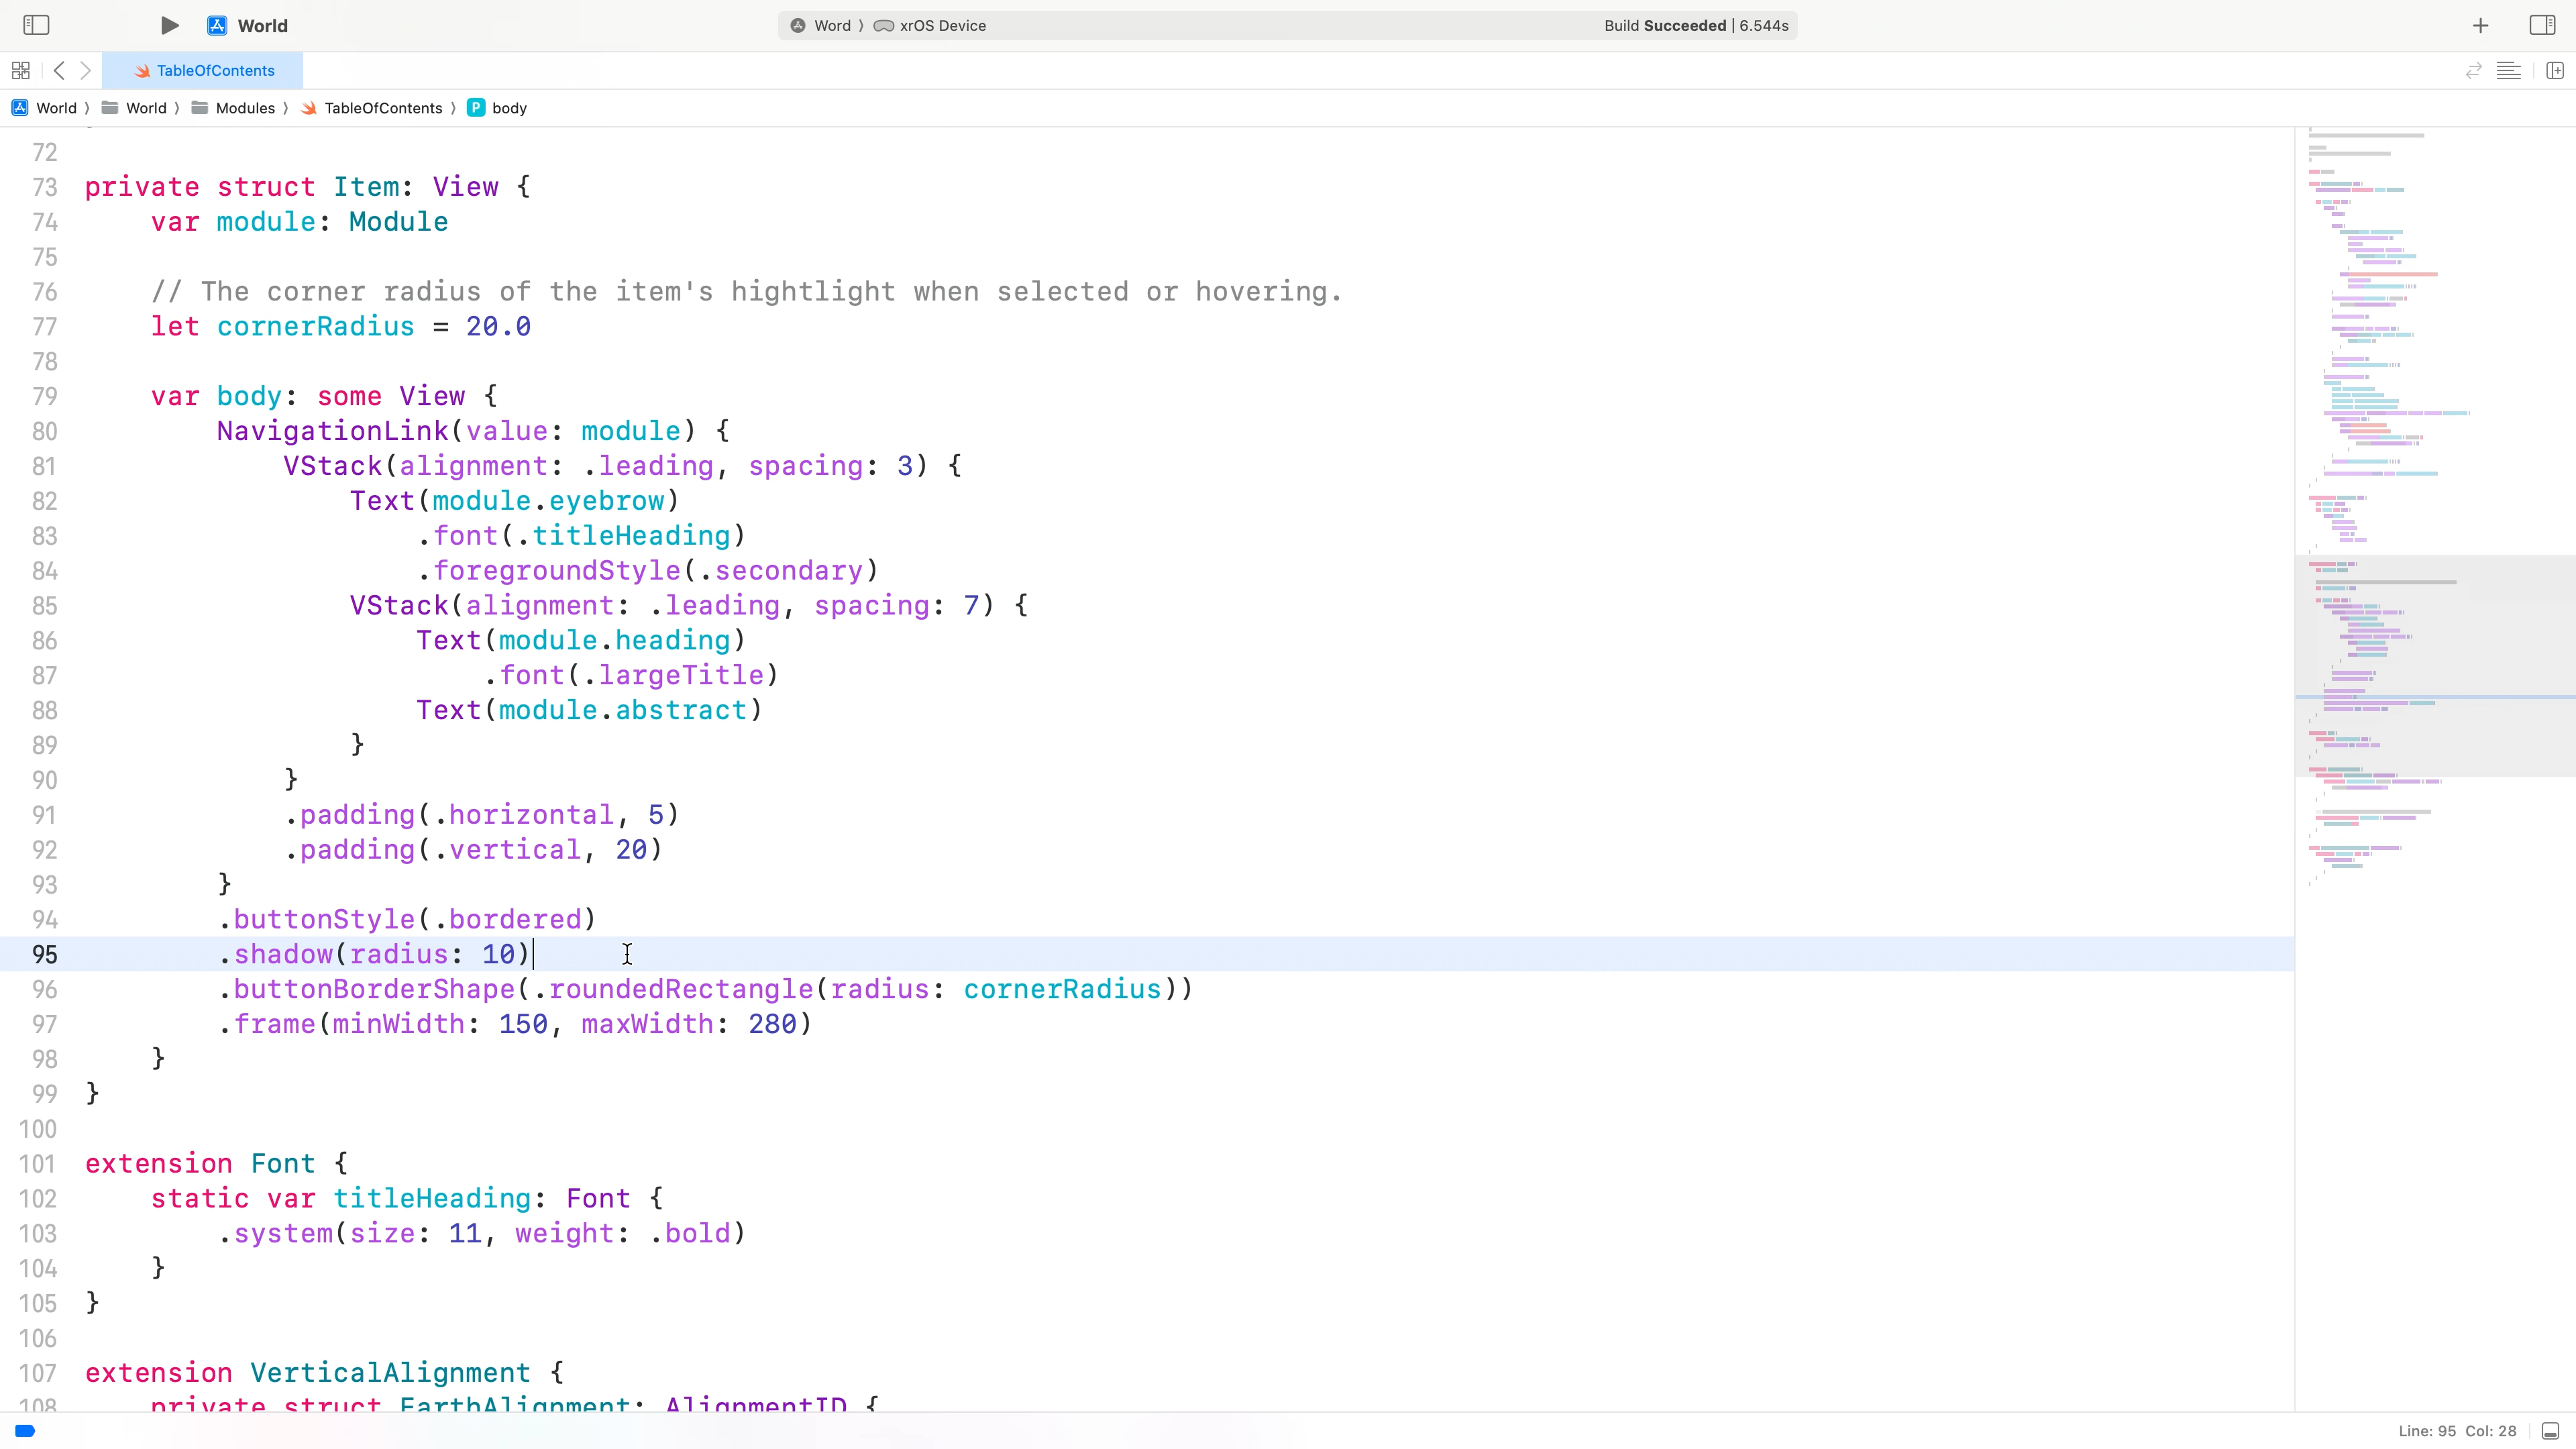 World
Word ⟩ xrOS Device
Build Succeeded | 6.544s
TableOfContents
World ⟩ World ⟩ Modules ⟩ TableOfContents ⟩ P body
72
73 private struct Item: View {
74 var module: Module
75
76 // The corner radius of the item's hightlight when selected or hovering.
77 let cornerRadius = 20.0
78
79 var body: some View {
80 NavigationLink(value: module) {
81 VStack(alignment: .leading, spacing: 3) {
82 Text(module.eyebrow)
83 .font(.titleHeading)
84 .foregroundStyle(.secondary)
85 VStack(alignment: .leading, spacing: 7) {
86 Text(module.heading)
87 .font(.largeTitle)
88 Text(module.abstract)
89 }
90 }
91 .padding(.horizontal, 5)
92 .padding(.vertical, 20)
93 }
94 .buttonStyle(.bordered)
95 .shadow(radius: 10)
96 .buttonBorderShape(.roundedRectangle(radius: cornerRadius))
97 .frame(minWidth: 150, maxWidth: 280)
98 }
99 }
100
101 extension Font {
102 static var titleHeading: Font {
103 .system(size: 11, weight: .bold)
104 }
105 }
106
107 extension VerticalAlignment {
108 private struct EarthAlignment: AlignmentID {
Line: 95 Col: 28